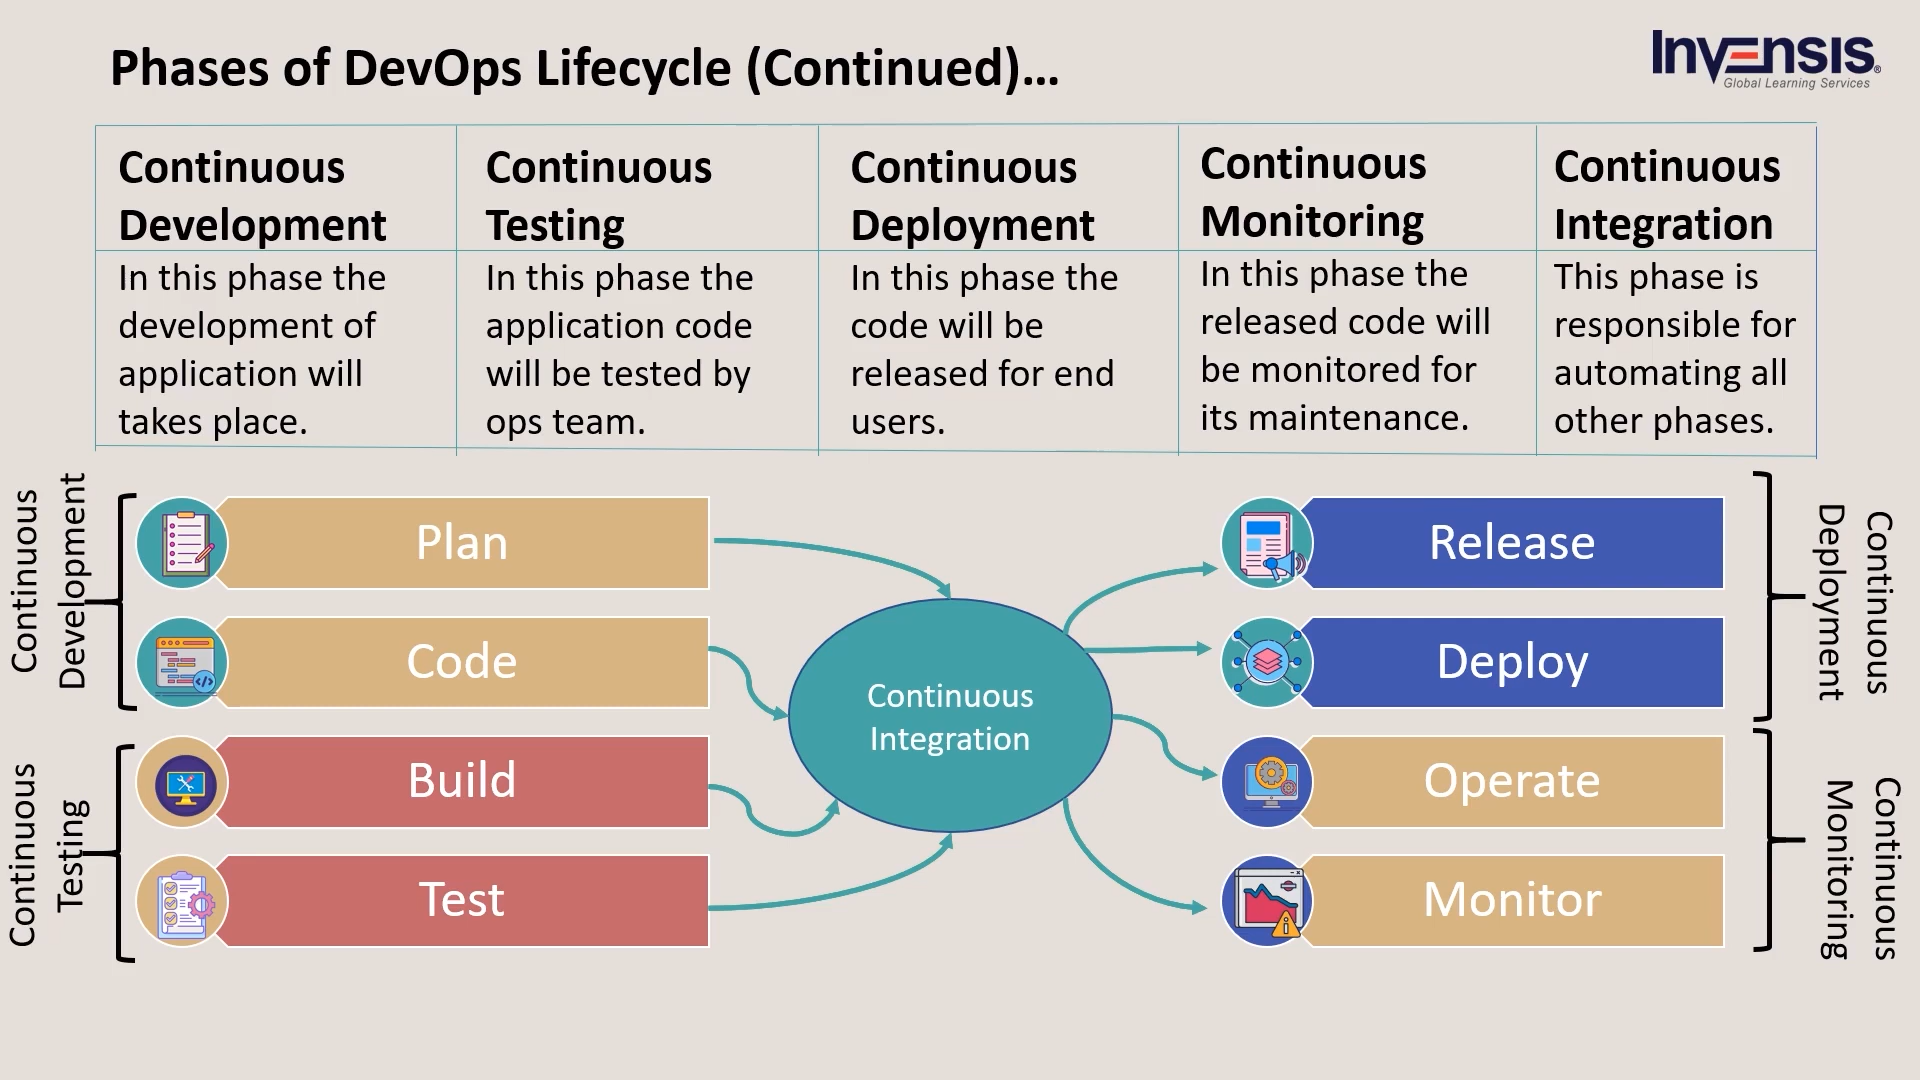 Phases of DevOps Lifecycle (Continued)...
Invensis®
Global Learning Services
Continuous
Development
In this phase the
development of
application will
takes place.
Continuous
Testing
In this phase the
application code
will be tested by
ops team.
Continuous
Deployment
In this phase the
code will be
released for end
users.
Continuous
Monitoring
In this phase the
released code will
be monitored for
its maintenance.
Continuous
Integration
This phase is
responsible for
automating all
other phases.
Continuous
Development
Plan
Code
Continuous
Testing
Build
Test
Continuous
Integration
Release
Deploy
Continuous
Deployment
Operate
Monitor
Continuous
Monitoring